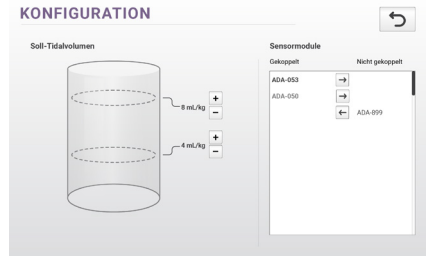 KONFIGURATION
Soll-Tidalvolumen
8 mL/kg
+
−
4 mL/kg
+
−
Sensormodule
Gekoppelt Nicht gekoppelt
ADA-053 →
ADA-050 →
← ADA-899